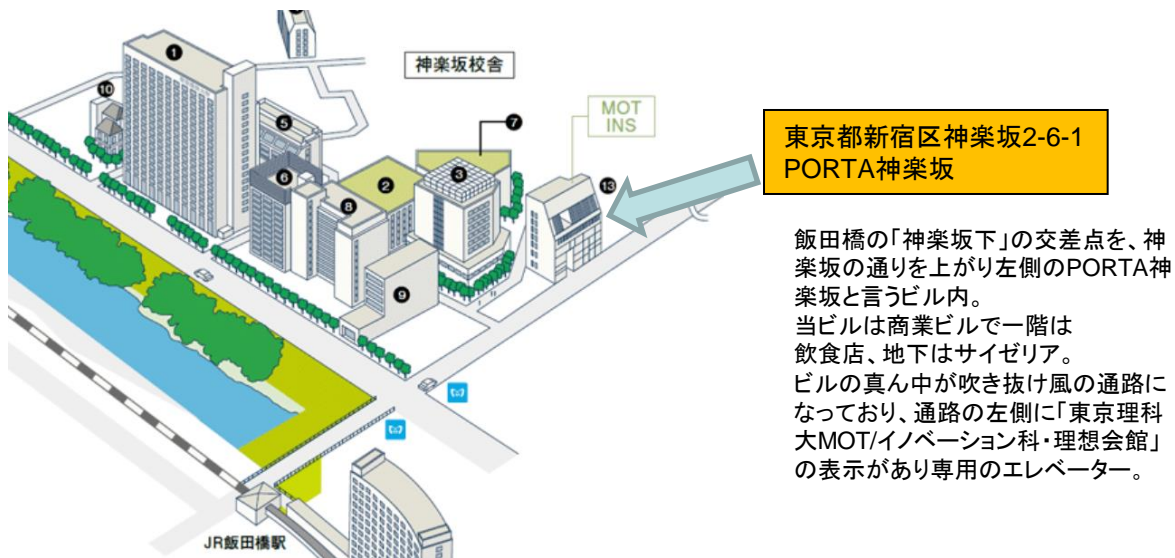 ❶
神楽坂校舎
❿
MOT
INS
❺
❼
❷
❸
❻
❽
⓭
❾
JR飯田橋駅
東京都新宿区神楽坂2-6-1
PORTA神楽坂
飯田橋の「神楽坂下」の交差点を、神
楽坂の通りを上がり左側のPORTA神
楽坂と言うビル内。
当ビルは商業ビルで一階は
飲食店、地下はサイゼリア。
ビルの真ん中が吹き抜け風の通路に
なっており、通路の左側に「東京理科
大MOT/イノベーション科・理想会館」
の表示があり専用のエレベーター。